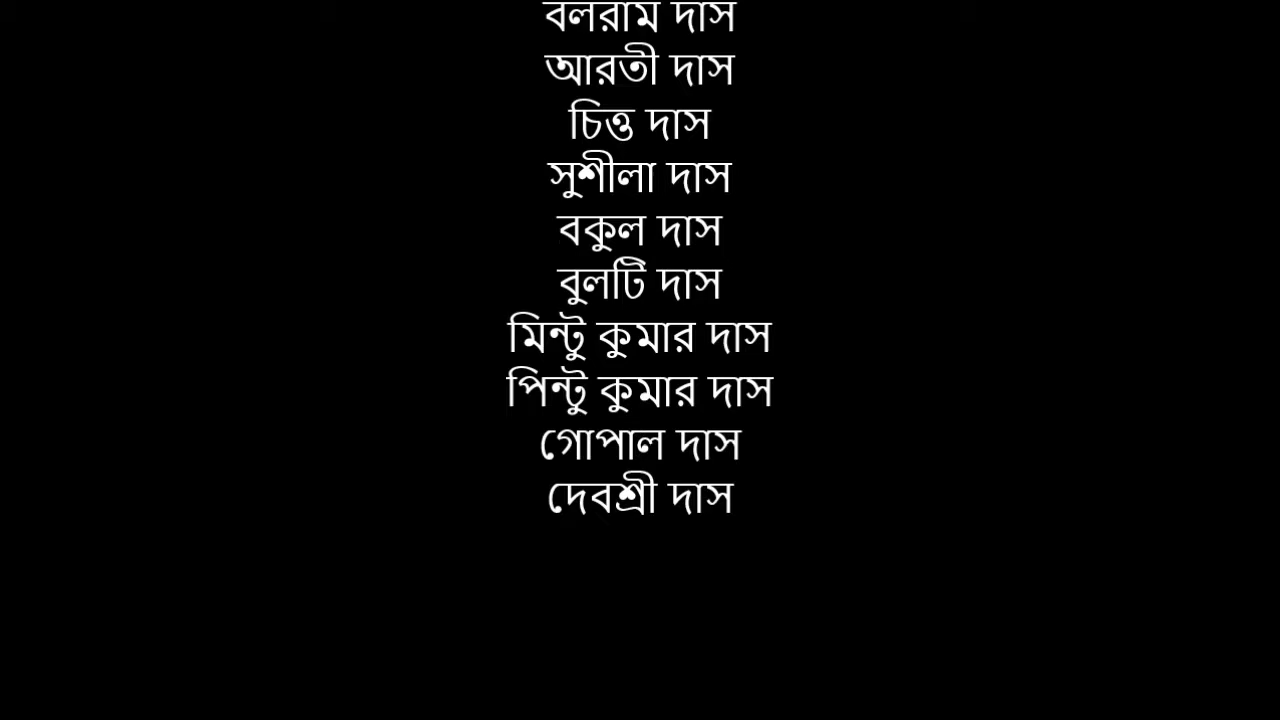 বলরাম দাস
আরতী দাস
চিত্ত দাস
সুশীলা দাস
বকুল দাস
বুলটি দাস
মিন্টু কুমার দাস
পিন্টু কুমার দাস
গোপাল দাস
দেবশ্রী দাস